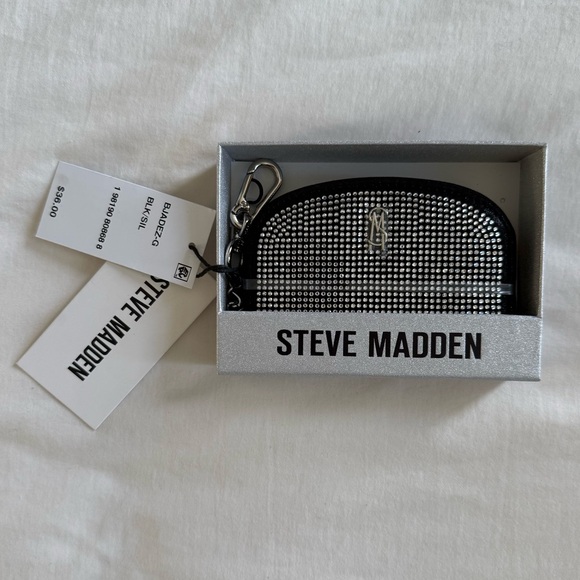 BJADEZ-G
BLK/SIL
1 98190 80868 8
$36.00
STEVE MADDEN
STEVE MADDEN